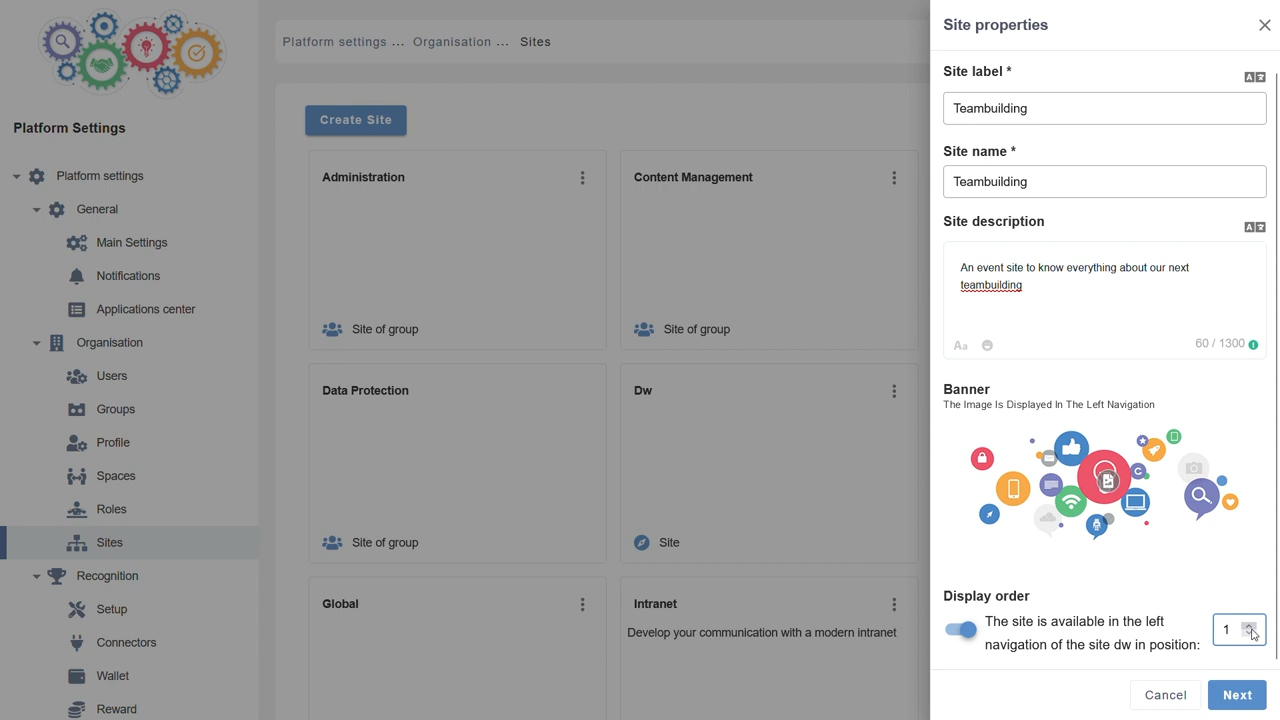 Platform Settings
Platform settings
General
Main Settings
Notifications
Applications center
Organisation
Users
Groups
Profile
Spaces
Roles
Sites
Recognition
Setup
Connectors
Wallet
Reward
Platform settings ... Organisation ... Sites
Create Site
Administration
Site of group
Content Management
Site of group
Data Protection
Site of group
Dw
Site
Global
Intranet
Develop your communication with a modern intranet
Site properties
Site label *
Teambuilding
Site name *
Teambuilding
Site description
An event site to know everything about our next
teambuilding
Aa
60 / 1300
Banner
The Image Is Displayed In The Left Navigation
Display order
The site is available in the left
navigation of the site dw in position:
1
Cancel
Next